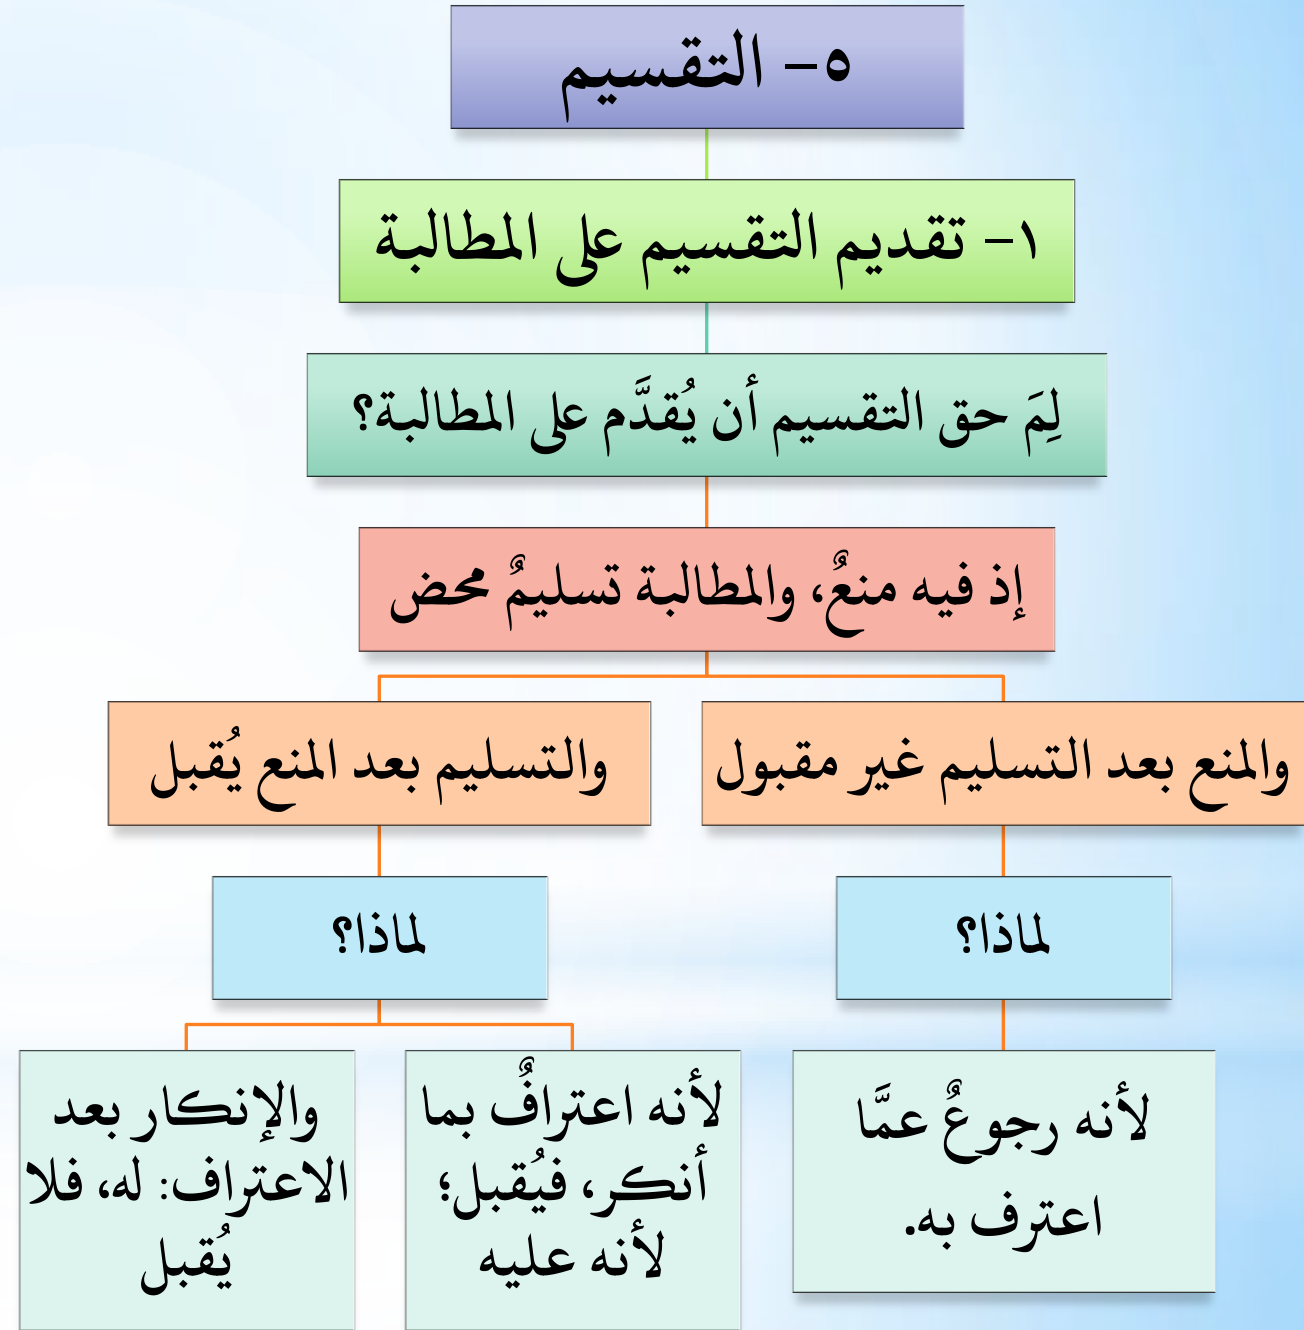 ٥- التقسيم
١- تقديم التقسيم على المطالبة
لِمَ حق التقسيم أن يُقدَّم على المطالبة؟
إذ فيه منعٌ، والمطالبة تسليمٌ محض
والمنع بعد التسليم غير مقبول
والتسليم بعد المنع يُقبل
لماذا؟
لماذا؟
لأنه رجوعٌ عمَّا
اعترف به.
لأنه اعترافٌ بما
أنكر، فيُقبل؛
لأنه عليه
والإنكار بعد
الاعتراف: له، فلا
يُقبل